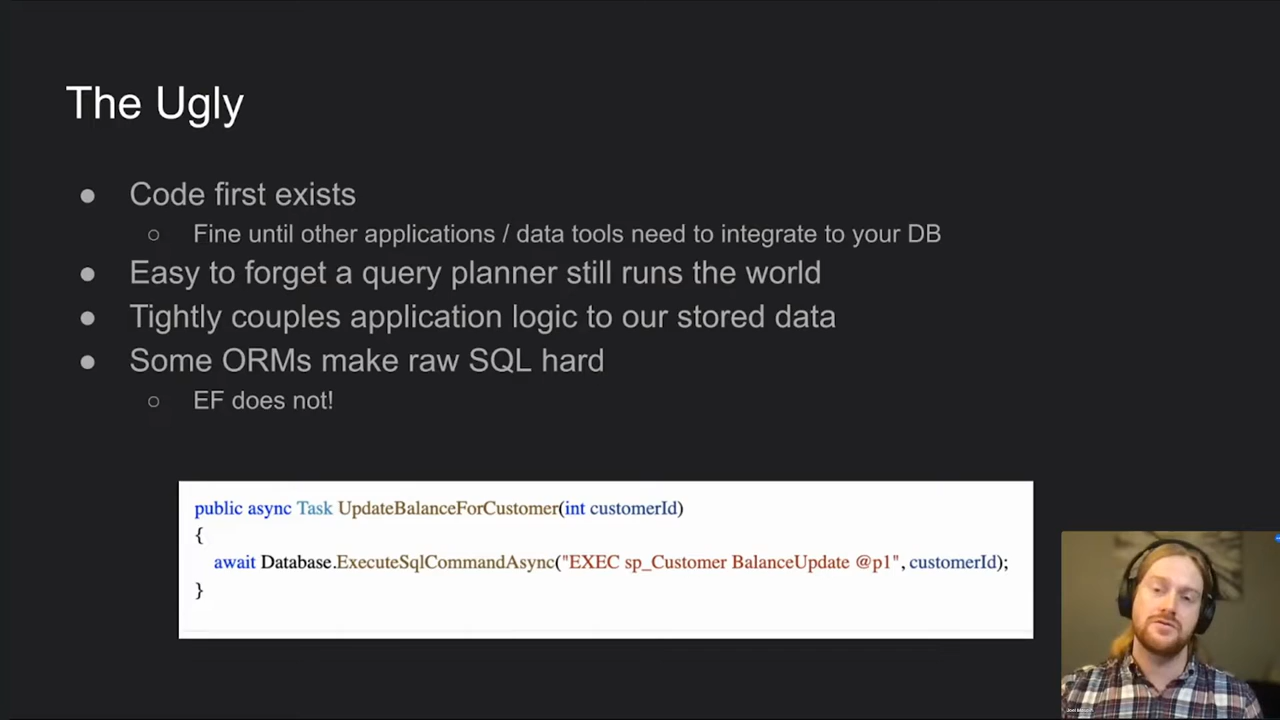 The Ugly
● Code first exists
○ Fine until other applications / data tools need to integrate to your DB
● Easy to forget a query planner still runs the world
● Tightly couples application logic to our stored data
● Some ORMs make raw SQL hard
○ EF does not!
public async Task UpdateBalanceForCustomer(int customerId)
{
await Database.ExecuteSqlCommandAsync("EXEC sp_Customer BalanceUpdate @p1", customerId);
}